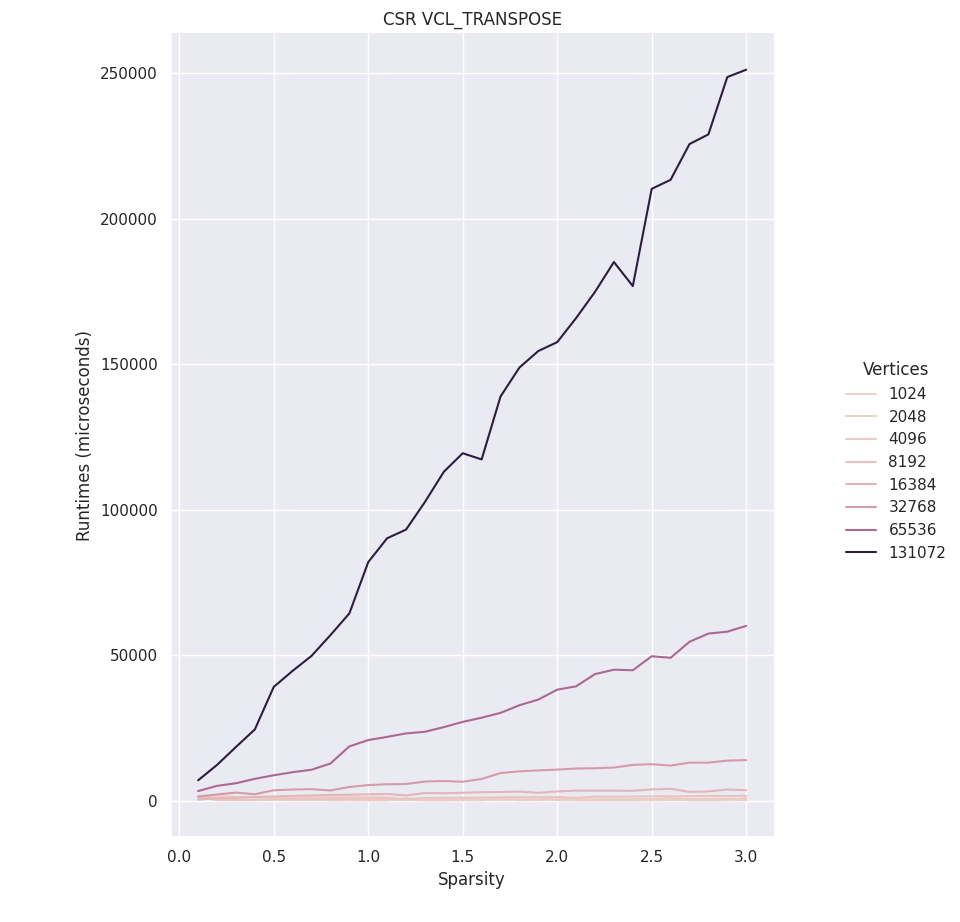 CSR VCL_TRANSPOSE
250000
200000
150000
100000
50000
0
Runtimes (microseconds)
0.0 0.5 1.0 1.5 2.0 2.5 3.0
Sparsity
Vertices
1024
2048
4096
8192
16384
32768
65536
131072